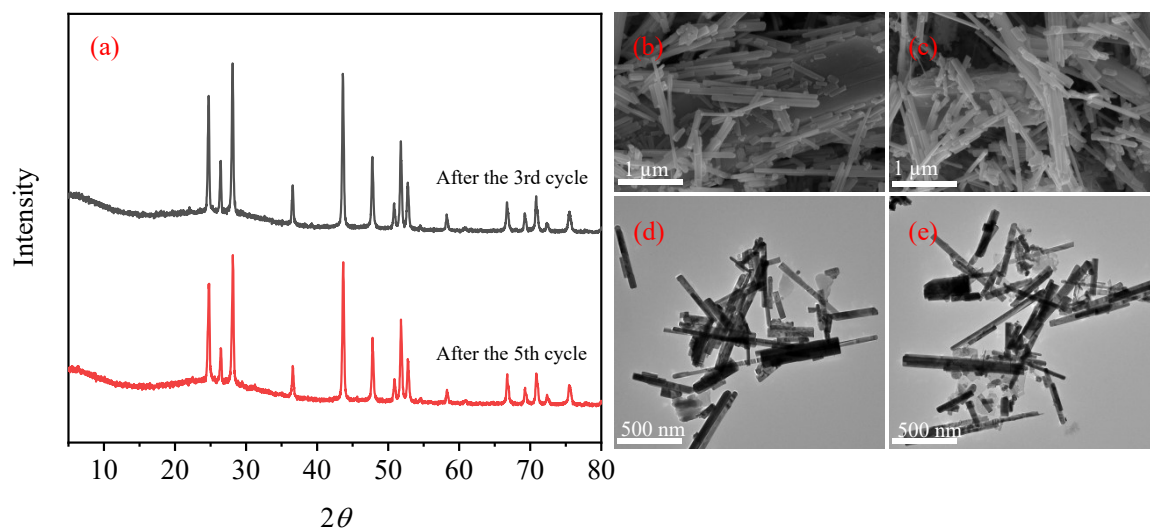 (a)
After the 3rd cycle
After the 5th cycle
Intensity
10 20 30 40 50 60 70 80
2θ
(b)
1 μm
(c)
1 μm
(d)
500 nm
(e)
500 nm